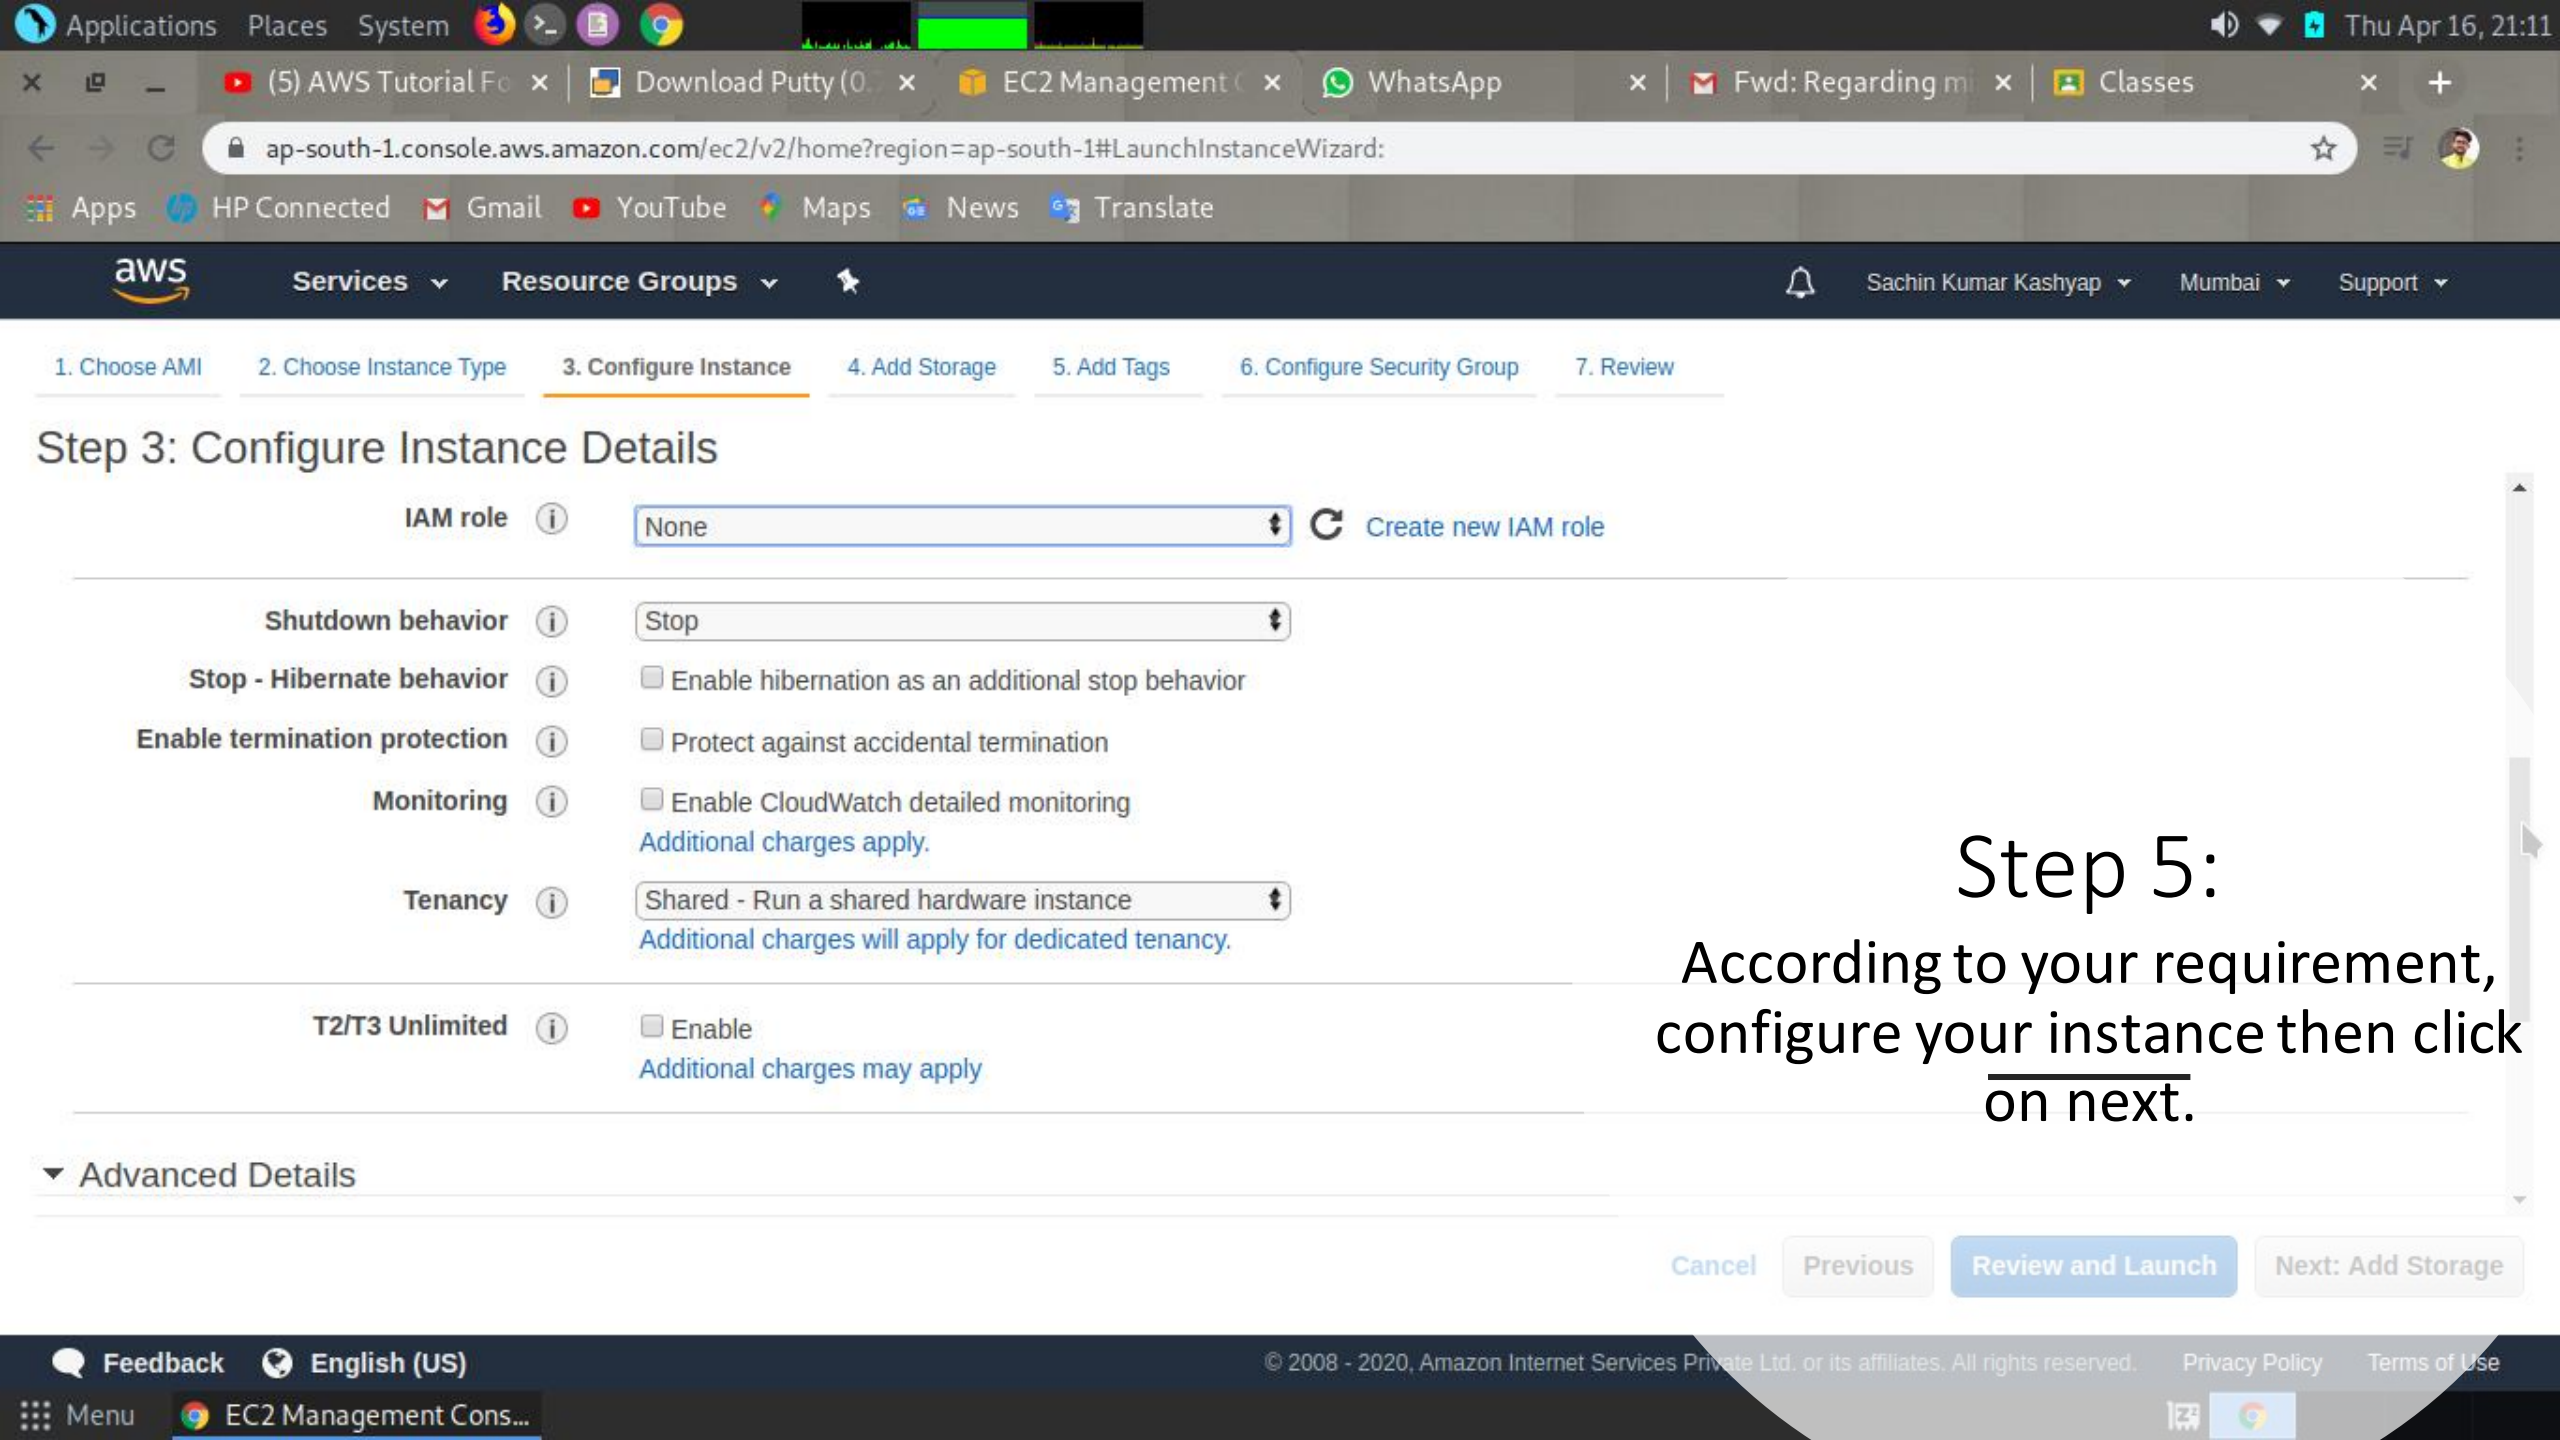 Applications Places System Thu Apr 16, 21:11
(5) AWS Tutorial Fo Download Putty (0. EC2 Management WhatsApp Fwd: Regarding m Classes
ap-south-1.console.aws.amazon.com/ec2/v2/home?region=ap-south-1#LaunchInstanceWizard:
Apps HP Connected Gmail YouTube Maps News Translate
aws Services Resource Groups Sachin Kumar Kashyap Mumbai Support
1. Choose AMI 2. Choose Instance Type 3. Configure Instance 4. Add Storage 5. Add Tags 6. Configure Security Group 7. Review
Step 3: Configure Instance Details
IAM role None Create new IAM role
Shutdown behavior Stop
Stop - Hibernate behavior Enable hibernation as an additional stop behavior
Enable termination protection Protect against accidental termination
Monitoring Enable CloudWatch detailed monitoring
Additional charges apply.
Tenancy Shared - Run a shared hardware instance
Additional charges will apply for dedicated tenancy.
T2/T3 Unlimited Enable
Additional charges may apply
Step 5:
According to your requirement,
configure your instance then click
on next.
Advanced Details
Cancel Previous Review and Launch Next: Add Storage
Feedback English (US) © 2008 - 2020, Amazon Internet Services Private Ltd. or its affiliates. All rights reserved. Privacy Policy Terms of Use
Menu EC2 Management Cons...